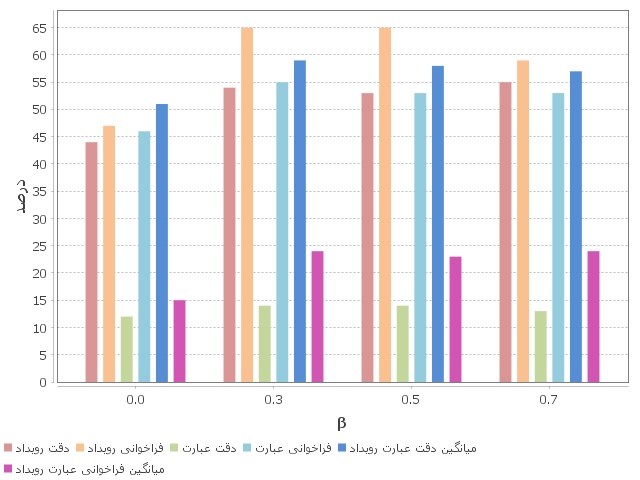 65
60
55
50
45
40
35
30
25
20
15
10
5
0
درصد
0.0 0.3 0.5 0.7
β
دقت رویداد فراخوانی رویداد دقت عبارت فراخوانی عبارت میانگین دقت عبارت رویداد
میانگین فراخوانی عبارت رویداد